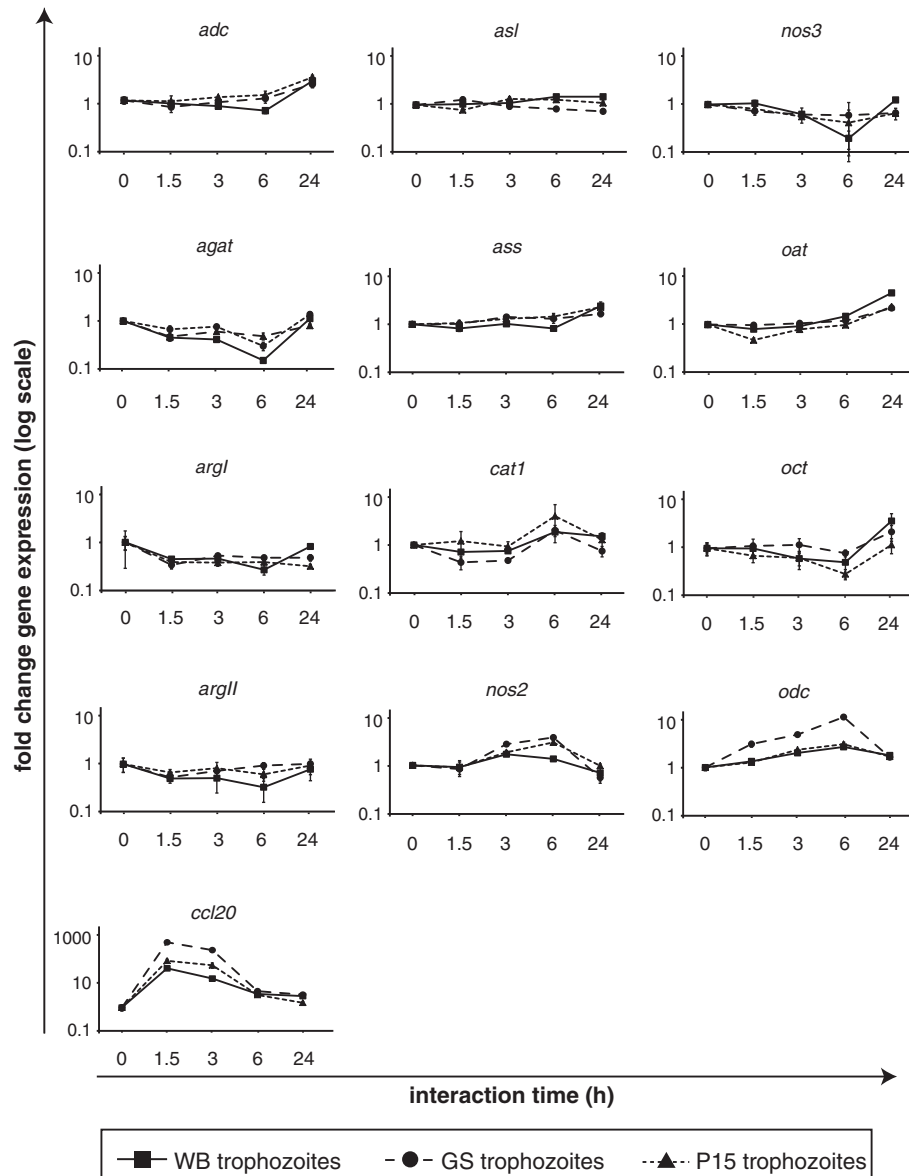 fold change gene expression (log scale)
adc
10
1
0.1
0 1.5 3 6 24
asl
10
1
0.1
0 1.5 3 6 24
nos3
10
1
0.1
0 1.5 3 6 24
agat
10
1
0.1
0 1.5 3 6 24
ass
10
1
0.1
0 1.5 3 6 24
oat
10
1
0.1
0 1.5 3 6 24
argI
10
1
0.1
0 1.5 3 6 24
cat1
10
1
0.1
0 1.5 3 6 24
oct
10
1
0.1
0 1.5 3 6 24
argII
10
1
0.1
0 1.5 3 6 24
nos2
10
1
0.1
0 1.5 3 6 24
odc
10
1
0.1
0 1.5 3 6 24
ccl20
1000
10
0.1
0 1.5 3 6 24
interaction time (h)
WB trophozoites GS trophozoites P15 trophozoites